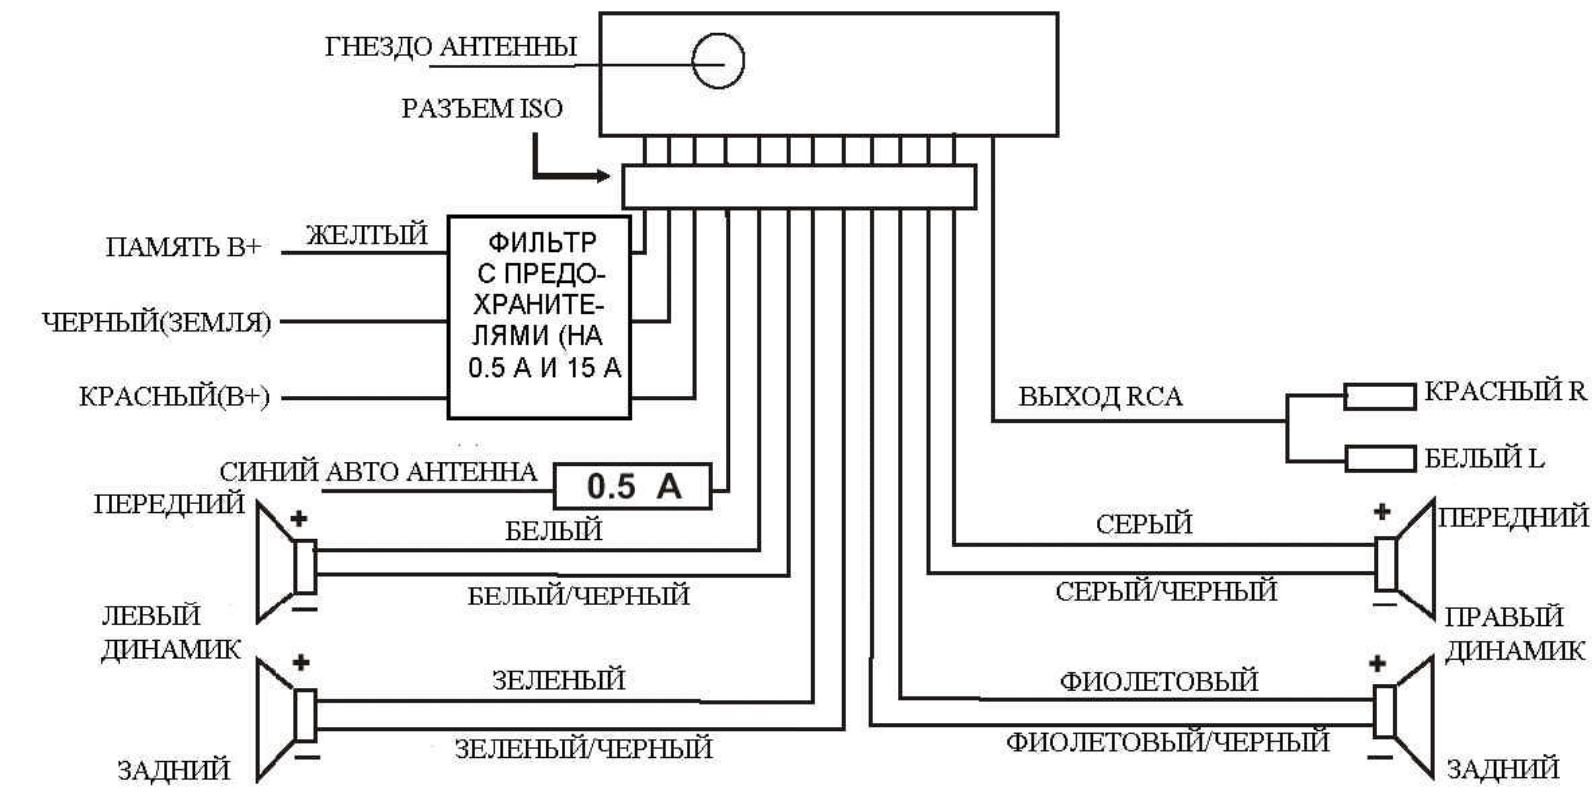 ГНЕЗДО АНТЕННЫ
РАЗЪЕМ ISO
ПАМЯТЬ В+
ЖЕЛТЫЙ
ЧЕРНЫЙ(ЗЕМЛЯ)
КРАСНЫЙ(В+)
ФИЛЬТР
С ПРЕДО-
ХРАНИТЕ-
ЛЯМИ (НА
0.5 А И 15 А
СИНИЙ АВТО АНТЕННА
0.5 А
ВЫХОД RCA
КРАСНЫЙ R
БЕЛЫЙ L
ПЕРЕДНИЙ
+
БЕЛЫЙ
БЕЛЫЙ/ЧЕРНЫЙ
—
ЛЕВЫЙ
ДИНАМИК
+
ЗЕЛЕНЫЙ
ЗЕЛЕНЫЙ/ЧЕРНЫЙ
—
ЗАДНИЙ
СЕРЫЙ
+
ПЕРЕДНИЙ
СЕРЫЙ/ЧЕРНЫЙ
—
ПРАВЫЙ
ДИНАМИК
ФИОЛЕТОВЫЙ
+
ФИОЛЕТОВЫЙ/ЧЕРНЫЙ
—
ЗАДНИЙ